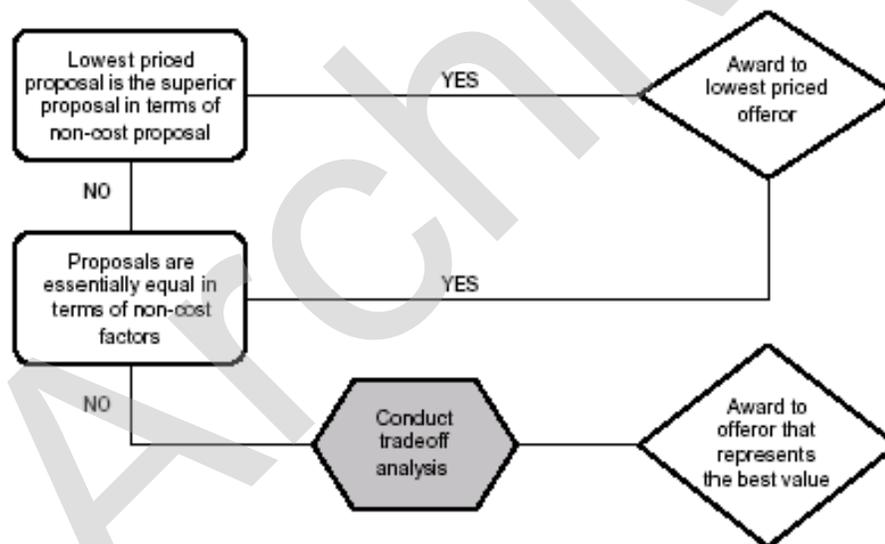 Lowest priced
proposal is the superior
proposal in terms of
non-cost proposal
YES
Award to
lowest priced
offeror
NO
Proposals are
essentially equal in
terms of non-cost
factors
YES
NO
Conduct
tradeoff
analysis
Award to
offeror that
represents
the best value